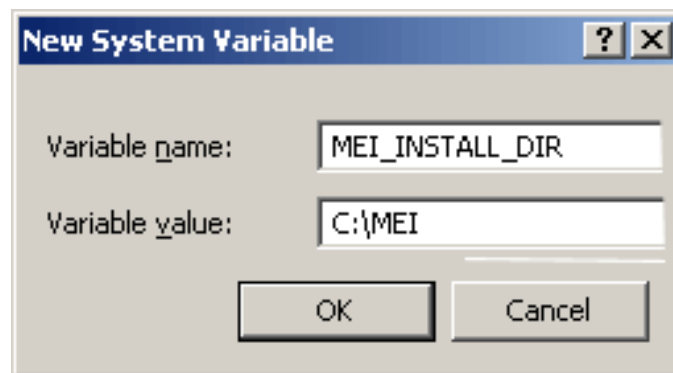 New System Variable ? X
Variable name: MEI_INSTALL_DIR
Variable value: C:\MEI
OK Cancel